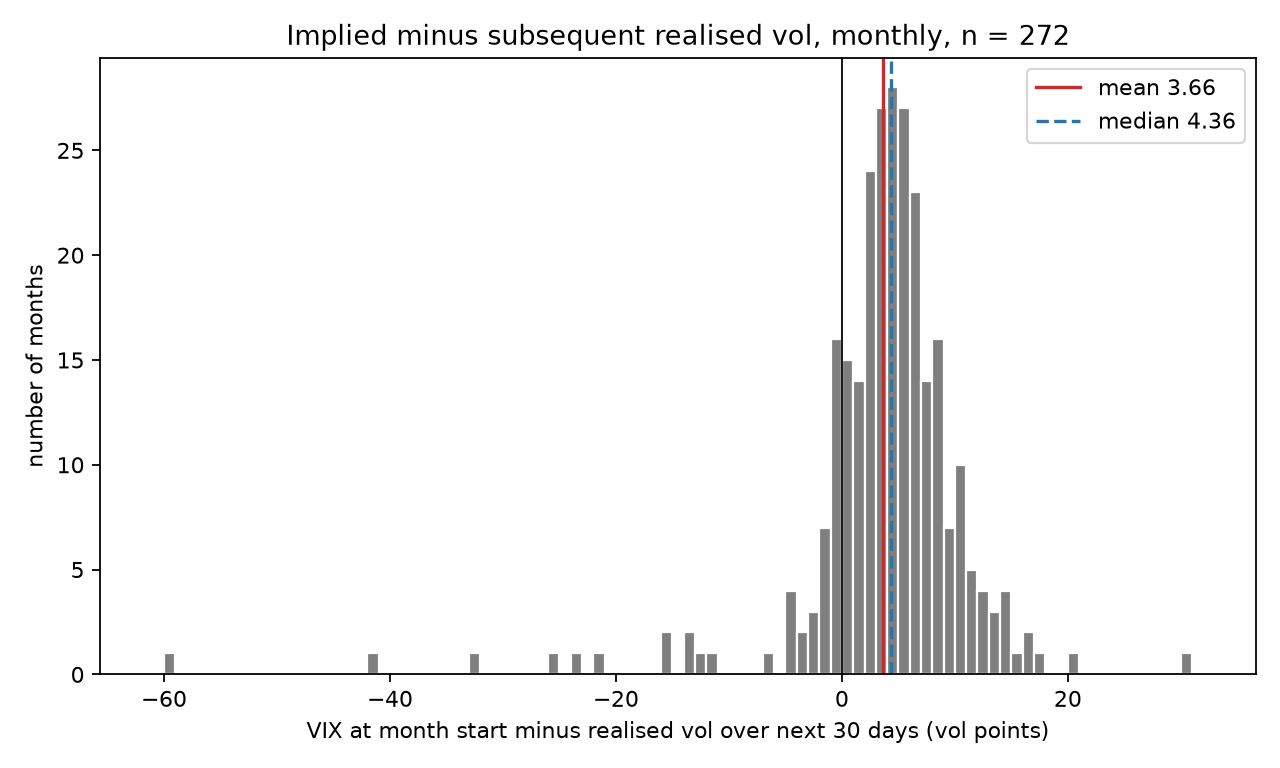 Implied minus subsequent realised vol, monthly, n = 272
mean 3.66
median 4.36
number of months
25
20
15
10
5
0
−60
−40
−20
0
20
VIX at month start minus realised vol over next 30 days (vol points)